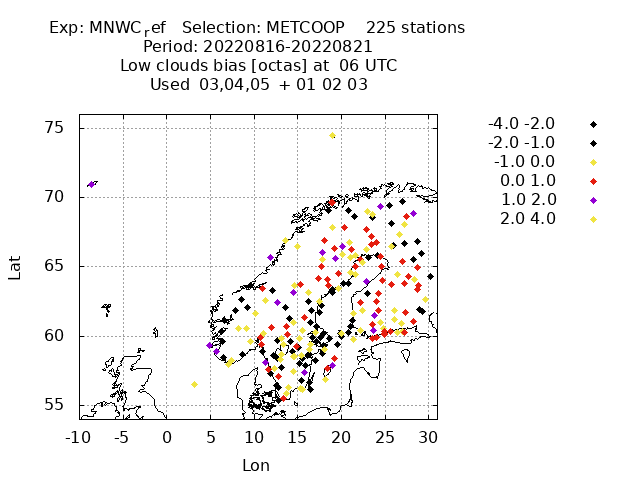 Exp: MNWCref   Selection: METCOOP    225 stations
Period: 20220816-20220821
Low clouds bias [octas] at  06 UTC
Used  03,04,05  + 01 02 03
-4.0 -2.0
-2.0 -1.0
-1.0 0.0
0.0 1.0
1.0 2.0
2.0 4.0
75
70
65
60
55
Lat
-10 -5 0 5 10 15 20 25 30
Lon